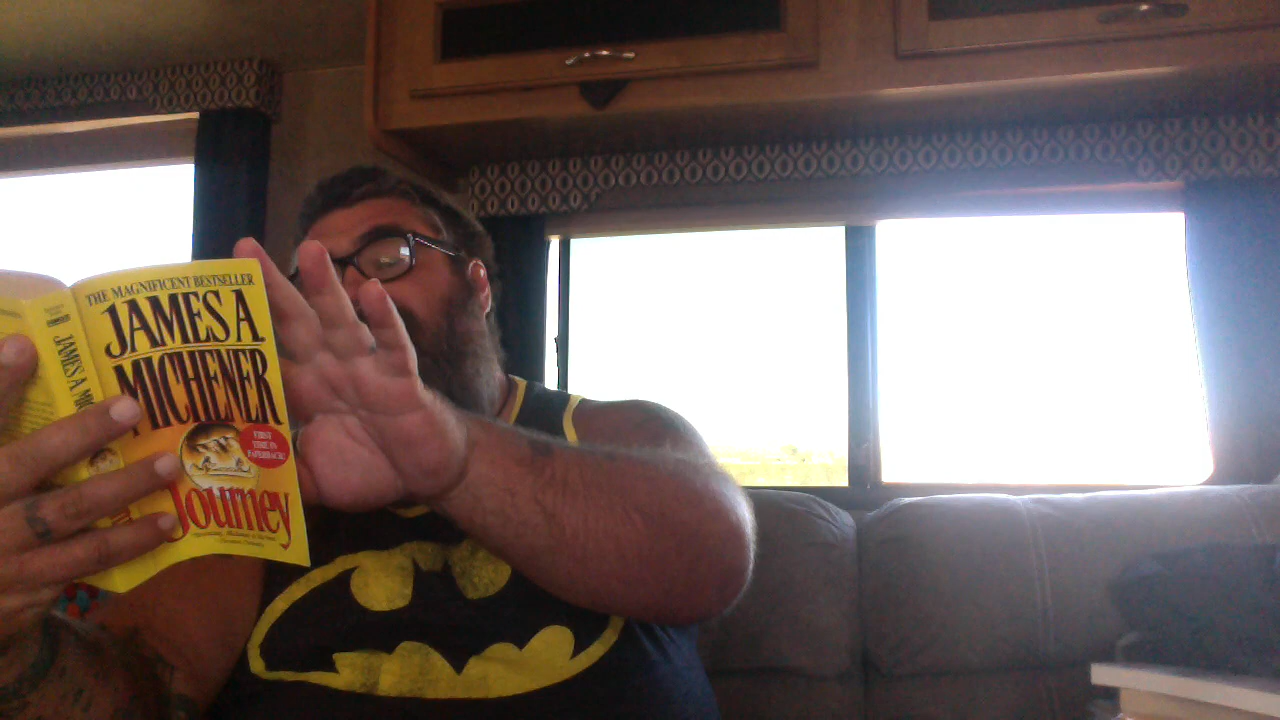 THE MAGNIFICENT BESTSELLER
JAMES A.
MICHENER
FIRST
TIME IN
PAPERBACK!
Journey
JAMES A. MIC